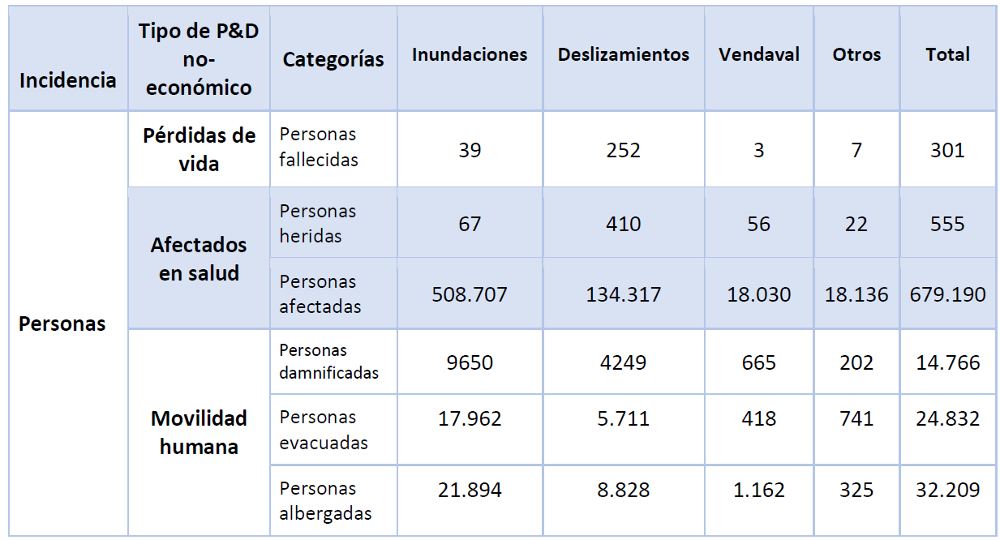 Incidencia
Tipo de P&D
no-
económico
Categorías
Inundaciones
Deslizamientos
Vendaval
Otros
Total
Personas
Pérdidas de
vida
Personas
fallecidas
39
252
3
7
301
Afectados
en salud
Personas
heridas
67
410
56
22
555
Personas
afectadas
508.707
134.317
18.030
18.136
679.190
Movilidad
humana
Personas
damnificadas
9650
4249
665
202
14.766
Personas
evacuadas
17.962
5.711
418
741
24.832
Personas
albergadas
21.894
8.828
1.162
325
32.209